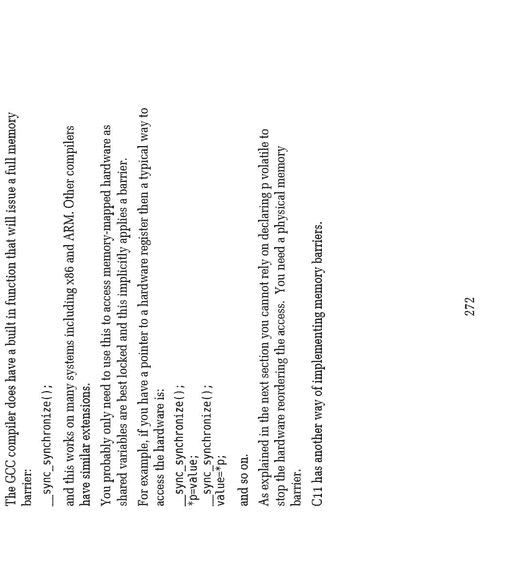 The GCC compiler does have a built in function that will issue a full memory
barrier:
__sync_synchronize();
and this works on many systems including x86 and ARM. Other compilers
have similar extensions.
You probably only need to use this to access memory-mapped hardware as
shared variables are best locked and this implicitly applies a barrier.
For example, if you have a pointer to a hardware register then a typical way to
access the hardware is:
__sync_synchronize();
*p=value;
__sync_synchronize();
value=*p;
and so on.
As explained in the next section you cannot rely on declaring p volatile to
stop the hardware reordering the access. You need a physical memory
barrier.
C11 has another way of implementing memory barriers.
272